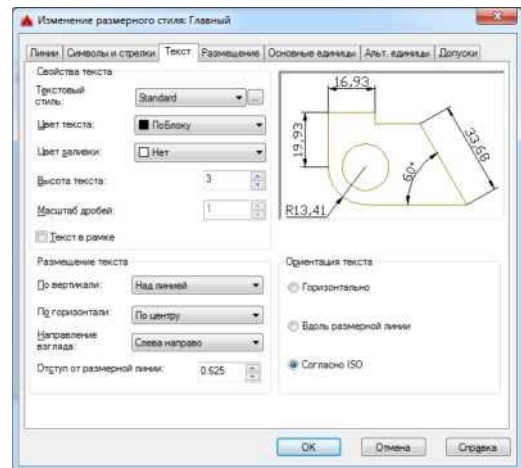 Изменение размерного стиля: Главный
Линии Символы и стрелки Текст Размещение Основные единицы Альт. единицы Допуски
Свойства текста
Текстовый стиль: Standard ...
Цвет текста: ПоБлоку
Цвет заливки: Нет
Высота текста: 3
Масштаб дробей: 1
Текст в рамке
16,93
19,93
33,68
60°
R13,41
Размещение текста
По вертикали: Над линией
По горизонтали: По центру
Направление взгляда: Слева направо
Отступ от размерной линии: 0.625
Ориентация текста
Горизонтально
Вдоль размерной линии
Согласно ISO
OK Отмена Справка